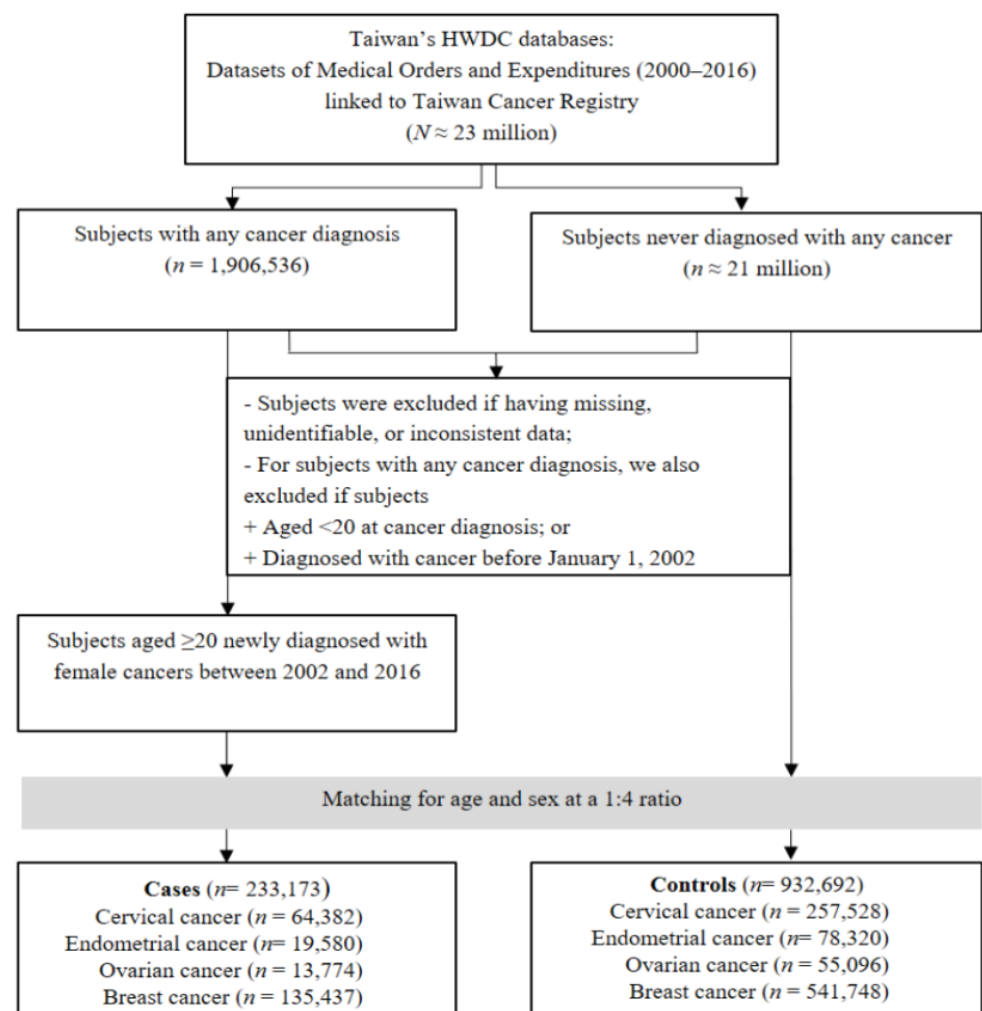 Taiwan's HWDC databases:
Datasets of Medical Orders and Expenditures (2000–2016)
linked to Taiwan Cancer Registry
(N ≈ 23 million)
Subjects with any cancer diagnosis
(n = 1,906,536)
Subjects never diagnosed with any cancer
(n ≈ 21 million)
- Subjects were excluded if having missing,
unidentifiable, or inconsistent data;
- For subjects with any cancer diagnosis, we also
excluded if subjects
+ Aged <20 at cancer diagnosis; or
+ Diagnosed with cancer before January 1, 2002
Subjects aged ≥20 newly diagnosed with
female cancers between 2002 and 2016
Matching for age and sex at a 1:4 ratio
Cases (n= 233,173)
Cervical cancer (n = 64,382)
Endometrial cancer (n= 19,580)
Ovarian cancer (n = 13,774)
Breast cancer (n = 135,437)
Controls (n= 932,692)
Cervical cancer (n = 257,528)
Endometrial cancer (n= 78,320)
Ovarian cancer (n = 55,096)
Breast cancer (n = 541,748)